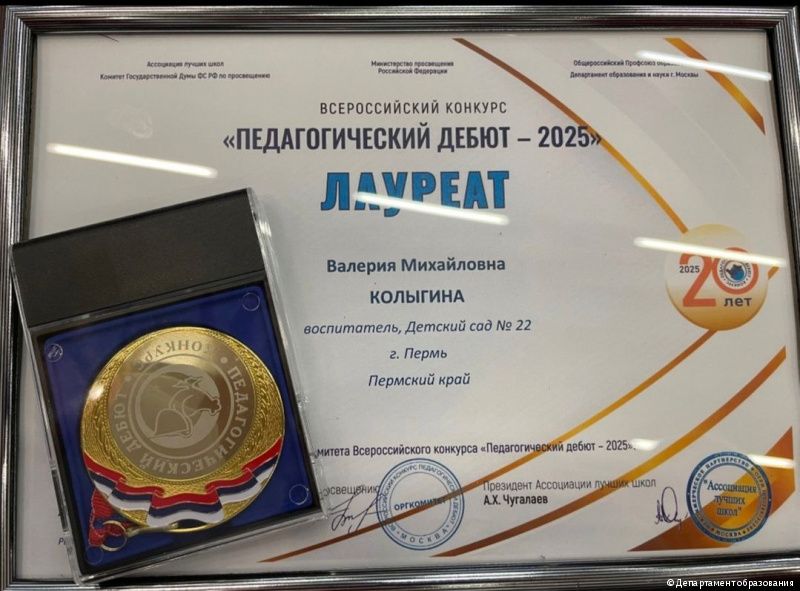 Ассоциация лучших школ
Комитет Государственной Думы ФС РФ по просвещению
Министерство просвещения
Российской Федерации
Общероссийский Профсоюз
Департамент образования и науки г. Москвы
ВСЕРОССИЙСКИЙ КОНКУРС
«ПЕДАГОГИЧЕСКИЙ ДЕБЮТ – 2025»
ЛАУРЕАТ
2025
20
лет
Валерия Михайловна
КОЛЫГИНА
воспитатель, Детский сад № 22
г. Пермь
Пермский край
КОНКУРС • ПЕДАГОГИЧЕСКИЙ ДЕБЮТ •
Всероссийского конкурса «Педагогический дебют – 2025»
Президент Ассоциации лучших школ
А.Х. Чугалаев
ОРГКОМИТЕТ
МОСКВА
"Ассоциация
лучших
школ"
© Департамент образования